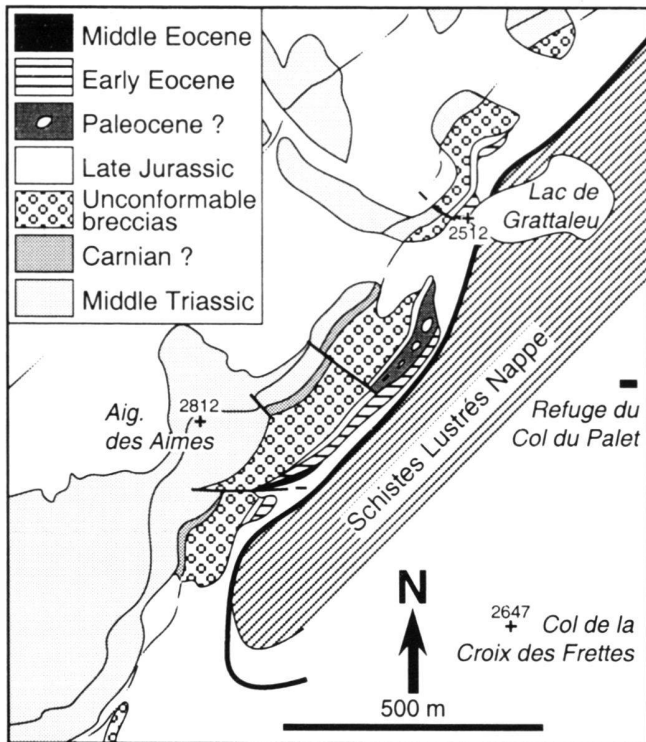 Middle Eocene
Early Eocene
Paleocene ?
Late Jurassic
Unconformable
breccias
Carnian ?
Middle Triassic
Lac de
Grattaleu
2512
Schistes Lustrés Nappe
Refuge du
Col du Palet
Aig.
des Aimes
2812
N
2647
Col de la
Croix des Frettes
500 m